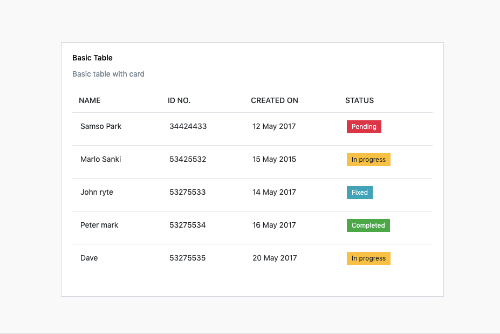 Basic Table
Basic table with card
NAME ID NO. CREATED ON STATUS
Samso Park 34424433 12 May 2017 Pending
Marlo Sanki 53425532 15 May 2015 In progress
John ryte 53275533 14 May 2017 Fixed
Peter mark 53275534 16 May 2017 Completed
Dave 53275535 20 May 2017 In progress